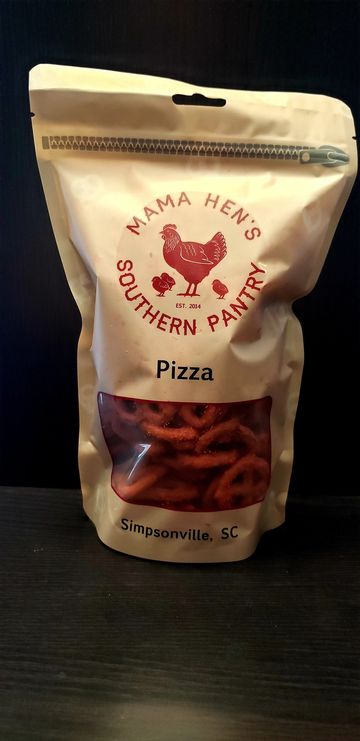 MAMA HEN'S
EST. 2014
SOUTHERN PANTRY
Pizza
Simpsonville, SC